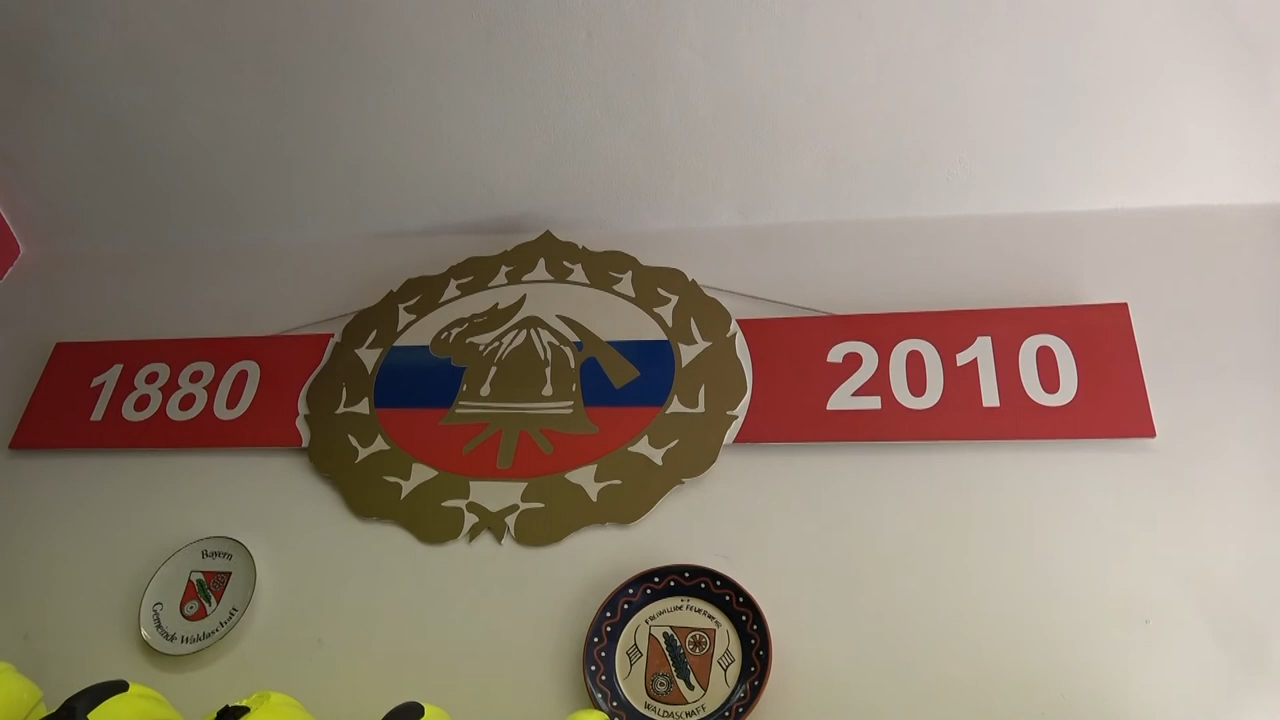 1880
2010
Bayern
Gemeinde Waldaschaff
FREIWILLIGE FEUERWEHR
WALDASCHAFF